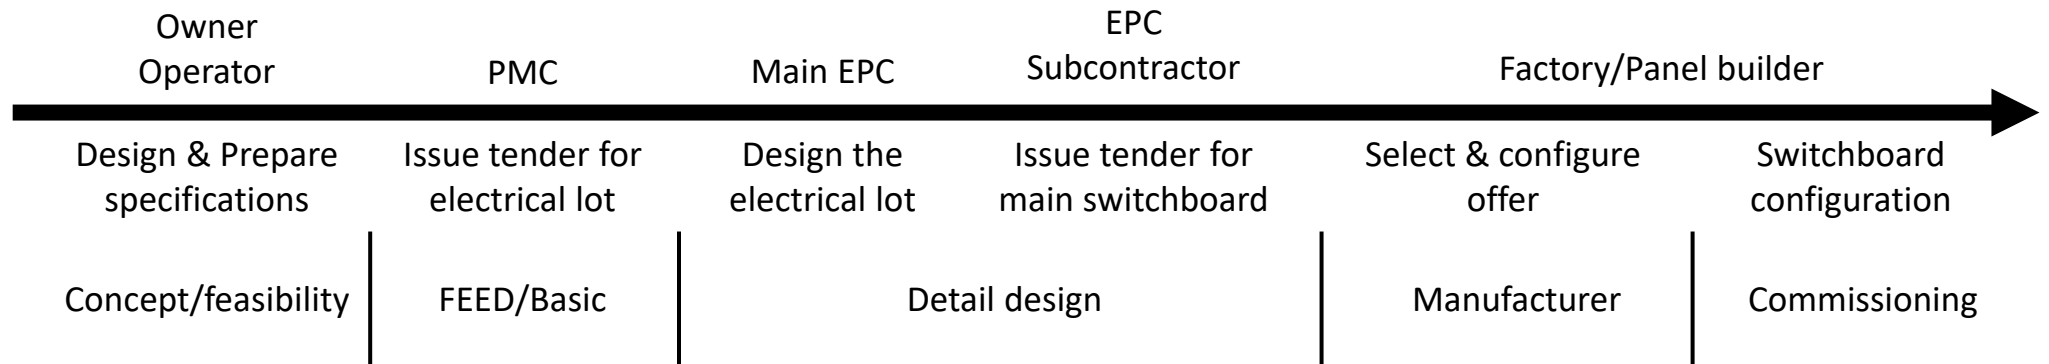 Owner
Operator
PMC
Main EPC
EPC
Subcontractor
Factory/Panel builder
Design & Prepare
specifications
Issue tender for
electrical lot
Design the
electrical lot
Issue tender for
main switchboard
Select & configure
offer
Switchboard
configuration
Concept/feasibility
FEED/Basic
Detail design
Manufacturer
Commissioning